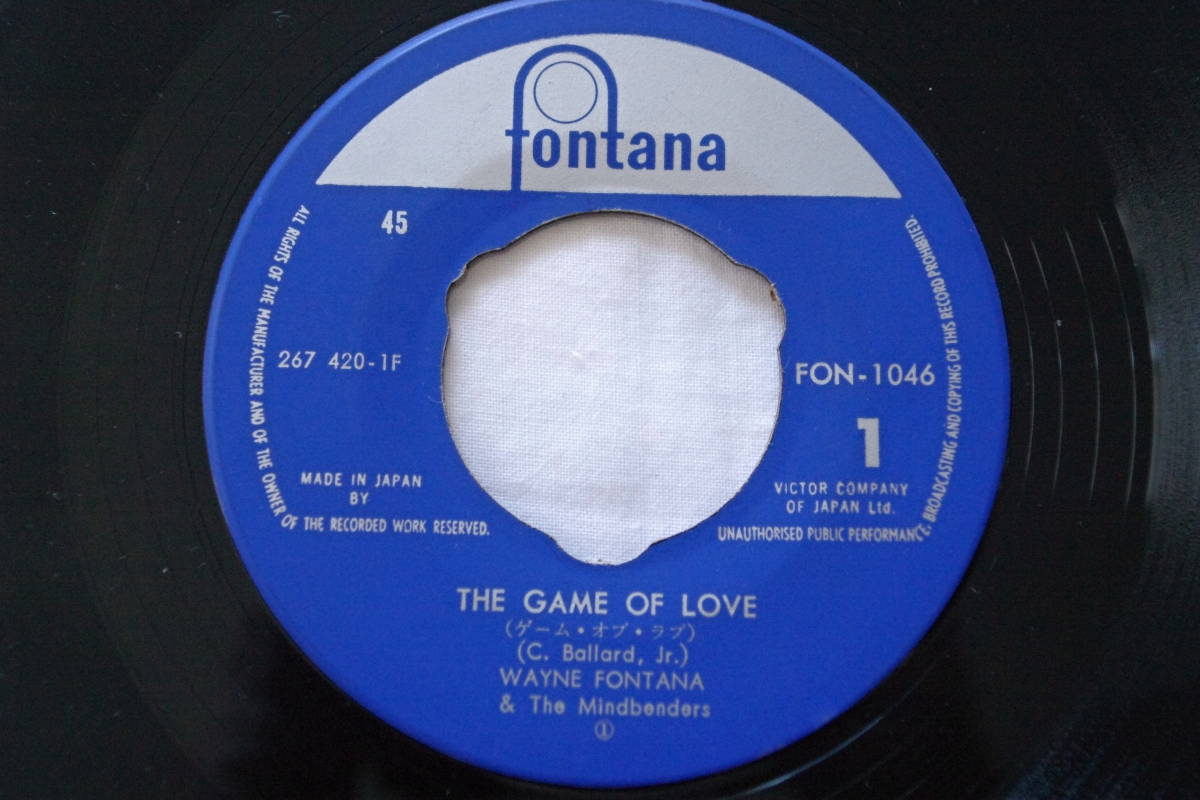 fontana
45
267 420-1F
FON-1046
1
MADE IN JAPAN
BY
VICTOR COMPANY
OF JAPAN Ltd.
ALL RIGHTS OF THE MANUFACTURER AND OF THE OWNER OF THE RECORDED WORK RESERVED.
UNAUTHORISED PUBLIC PERFORMANCE, BROADCASTING AND COPYING OF THIS RECORD PROHIBITED.
THE GAME OF LOVE
(ゲーム・オブ・ラブ)
(C. Ballard, Jr.)
WAYNE FONTANA
& The Mindbenders
①